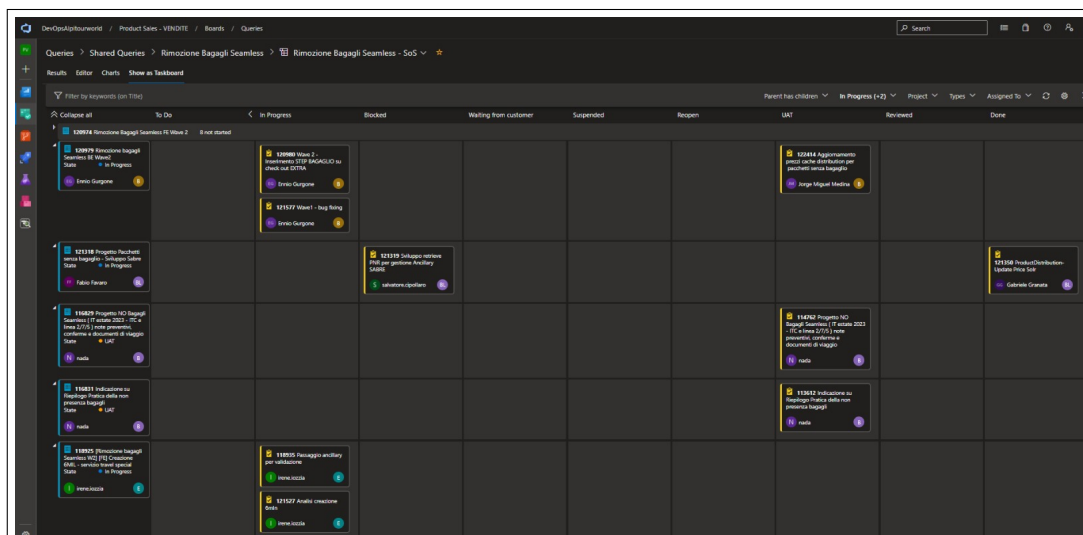 DevOpsAlpitourworld / Product Sales - VENDITE / Boards / Queries
Search
Queries > Shared Queries > Rimozione Bagagli Seamless > Rimozione Bagagli Seamless - SoS
Results Editor Charts Show as Taskboard
Filter by keywords (on Title)
Parent has children In Progress (+2) Project Types Assigned To
Collapse all To Do In Progress Blocked Waiting from customer Suspended Reopen UAT Reviewed Done
120974 Rimozione Bagagli Seamless FE Wave 2 8 not started
120979 Rimozione bagagli
Seamless BE Wave2
State In Progress
Ennio Gurgone B
120980 Wave 2 -
Inserimento STEP BAGAGLIO su
check out EXTRA
Ennio Gurgone B
121577 Wave1 - bug fixing
Ennio Gurgone B
122414 Aggiornamento
prezzi cache distribution per
pacchetti senza bagaglio
Jorge Miguel Medina B
121318 Progetto Pacchetti
senza bagaglio - Sviluppo Sabre
State In Progress
Fabio Favaro BL
121319 Sviluppo retrieve
PNR per gestione Ancillary
SABRE
S salvatore.cipollaro BL
121350 ProductDistribution-
Update Price Solr
Gabriele Granata BL
116829 Progetto NO Bagagli
Seamless [ IT estate 2023 - ITC e
linea 2/7/5 ] note preventivi,
conferme e documenti di viaggio
State UAT
N nada B
114762 Progetto NO
Bagagli Seamless [ IT estate 2023
- ITC e linea 2/7/5 ] note
preventivi, conferme e
documenti di viaggio
N nada B
116831 Indicazione su
Riepilogo Pratica della non
presenza bagagli
State UAT
N nada B
113612 Indicazione su
Riepilogo Pratica della non
presenza bagagli
N nada B
118925 [Rimozione bagagli
Seamless W2] [FE] Creazione
6MIL - servizio travel special
State In Progress
I irene.iozzia E
118935 Passaggio ancillary
per validazione
I irene.iozzia E
121527 Analisi creazione
6min
I irene.iozzia E